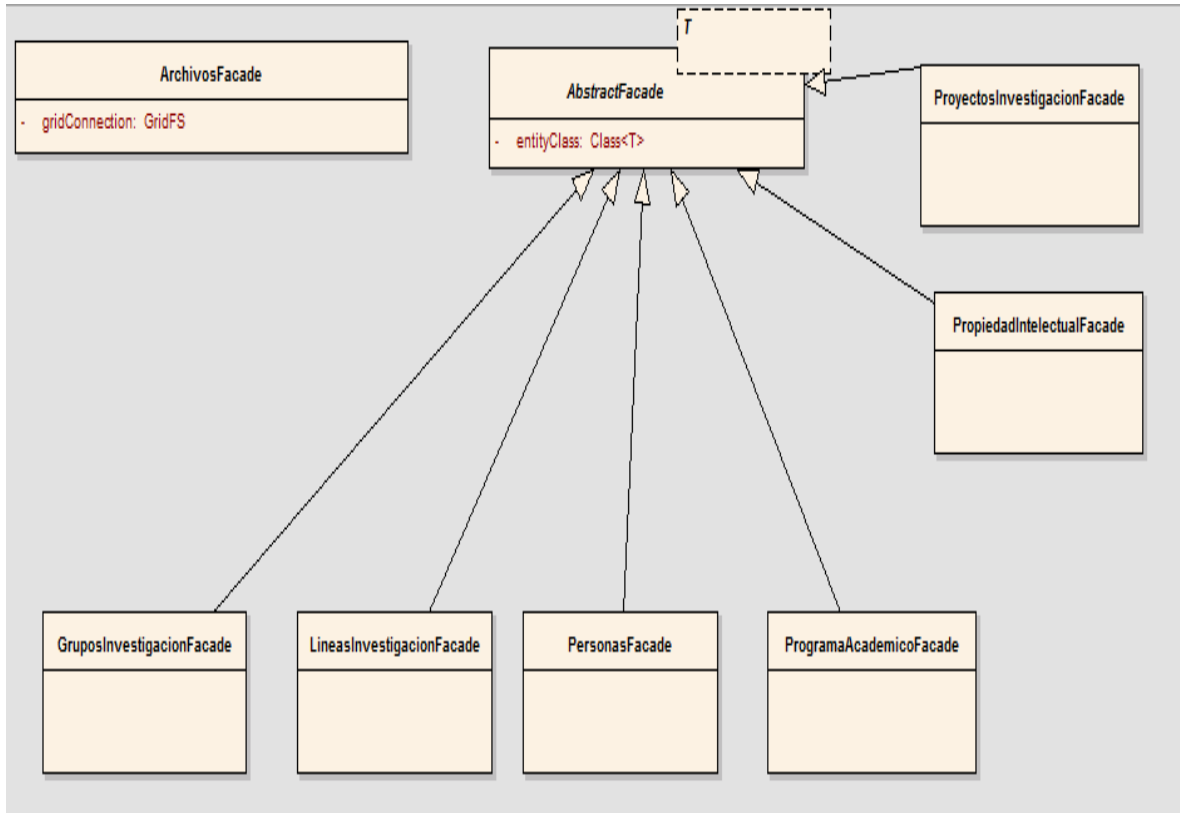 T
ArchivosFacade
- gridConnection: GridFS
AbstractFacade
- entityClass: Class<T>
ProyectosInvestigacionFacade
PropiedadIntelectualFacade
GruposInvestigacionFacade
LineasInvestigacionFacade
PersonasFacade
ProgramaAcademicoFacade